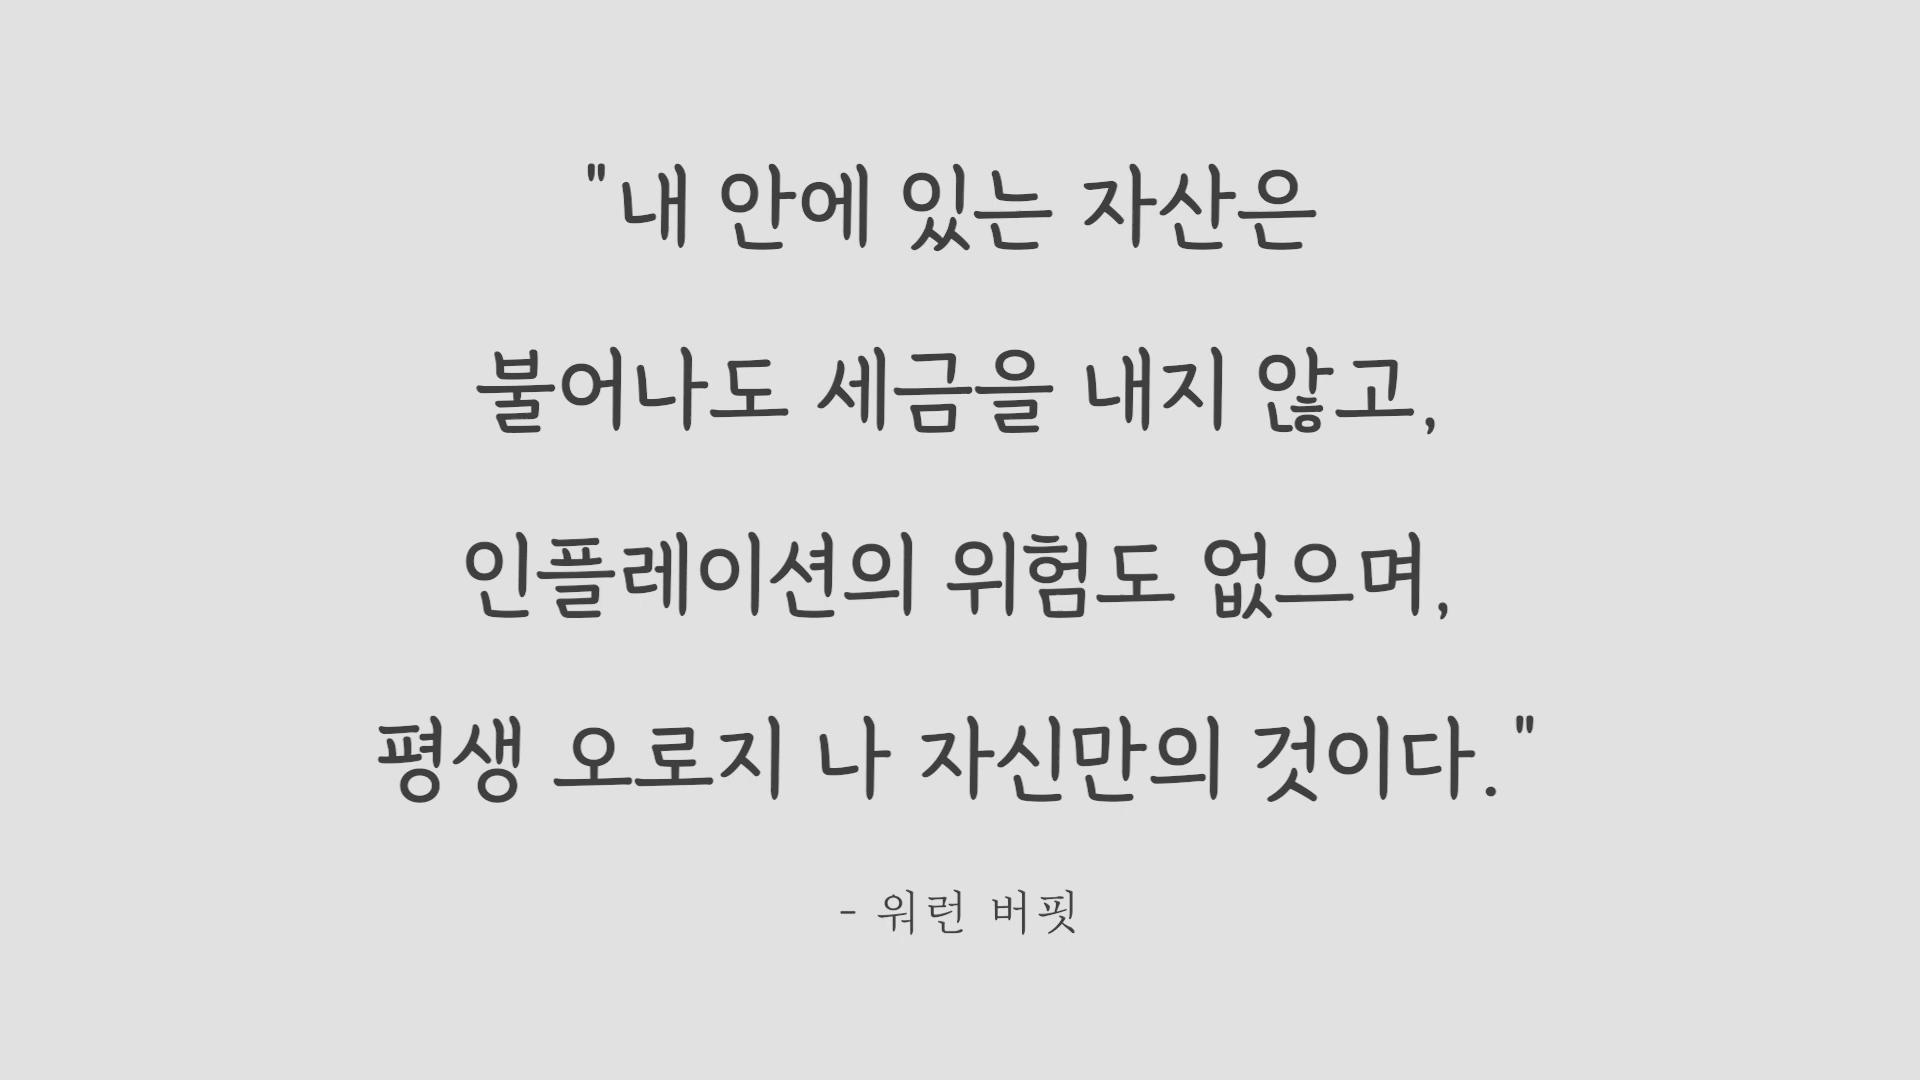 "내 안에 있는 자산은
불어나도 세금을 내지 않고,
인플레이션의 위험도 없으며,
평생 오로지 나 자신만의 것이다."
- 워런 버핏